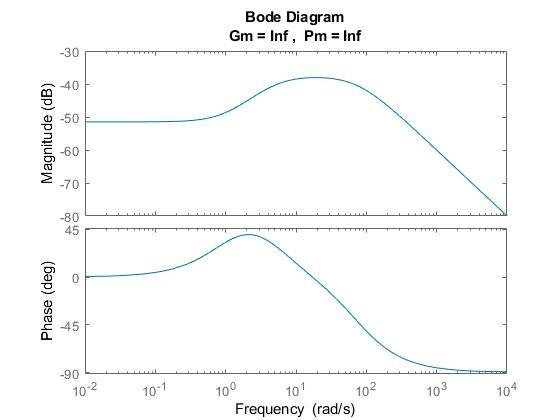 Bode Diagram
Gm = Inf , Pm = Inf
-30
-40
-50
-60
-70
-80
Magnitude (dB)
45
0
-45
-90
Phase (deg)
10^-2 10^-1 10^0 10^1 10^2 10^3 10^4
Frequency (rad/s)